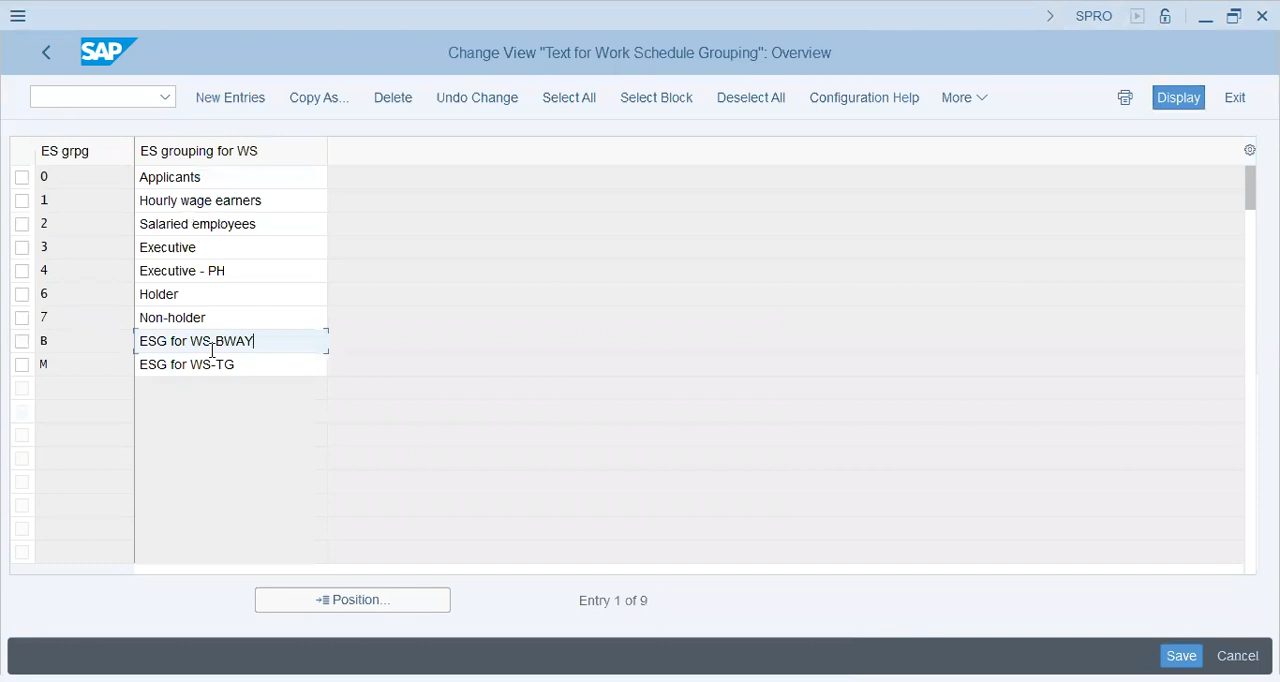 SPRO
SAP
Change View "Text for Work Schedule Grouping": Overview
New Entries Copy As... Delete Undo Change Select All Select Block Deselect All Configuration Help More Display Exit
ES grpg ES grouping for WS
0 Applicants
1 Hourly wage earners
2 Salaried employees
3 Executive
4 Executive - PH
6 Holder
7 Non-holder
B ESG for WS-BWAY
M ESG for WS-TG
Position... Entry 1 of 9
Save Cancel